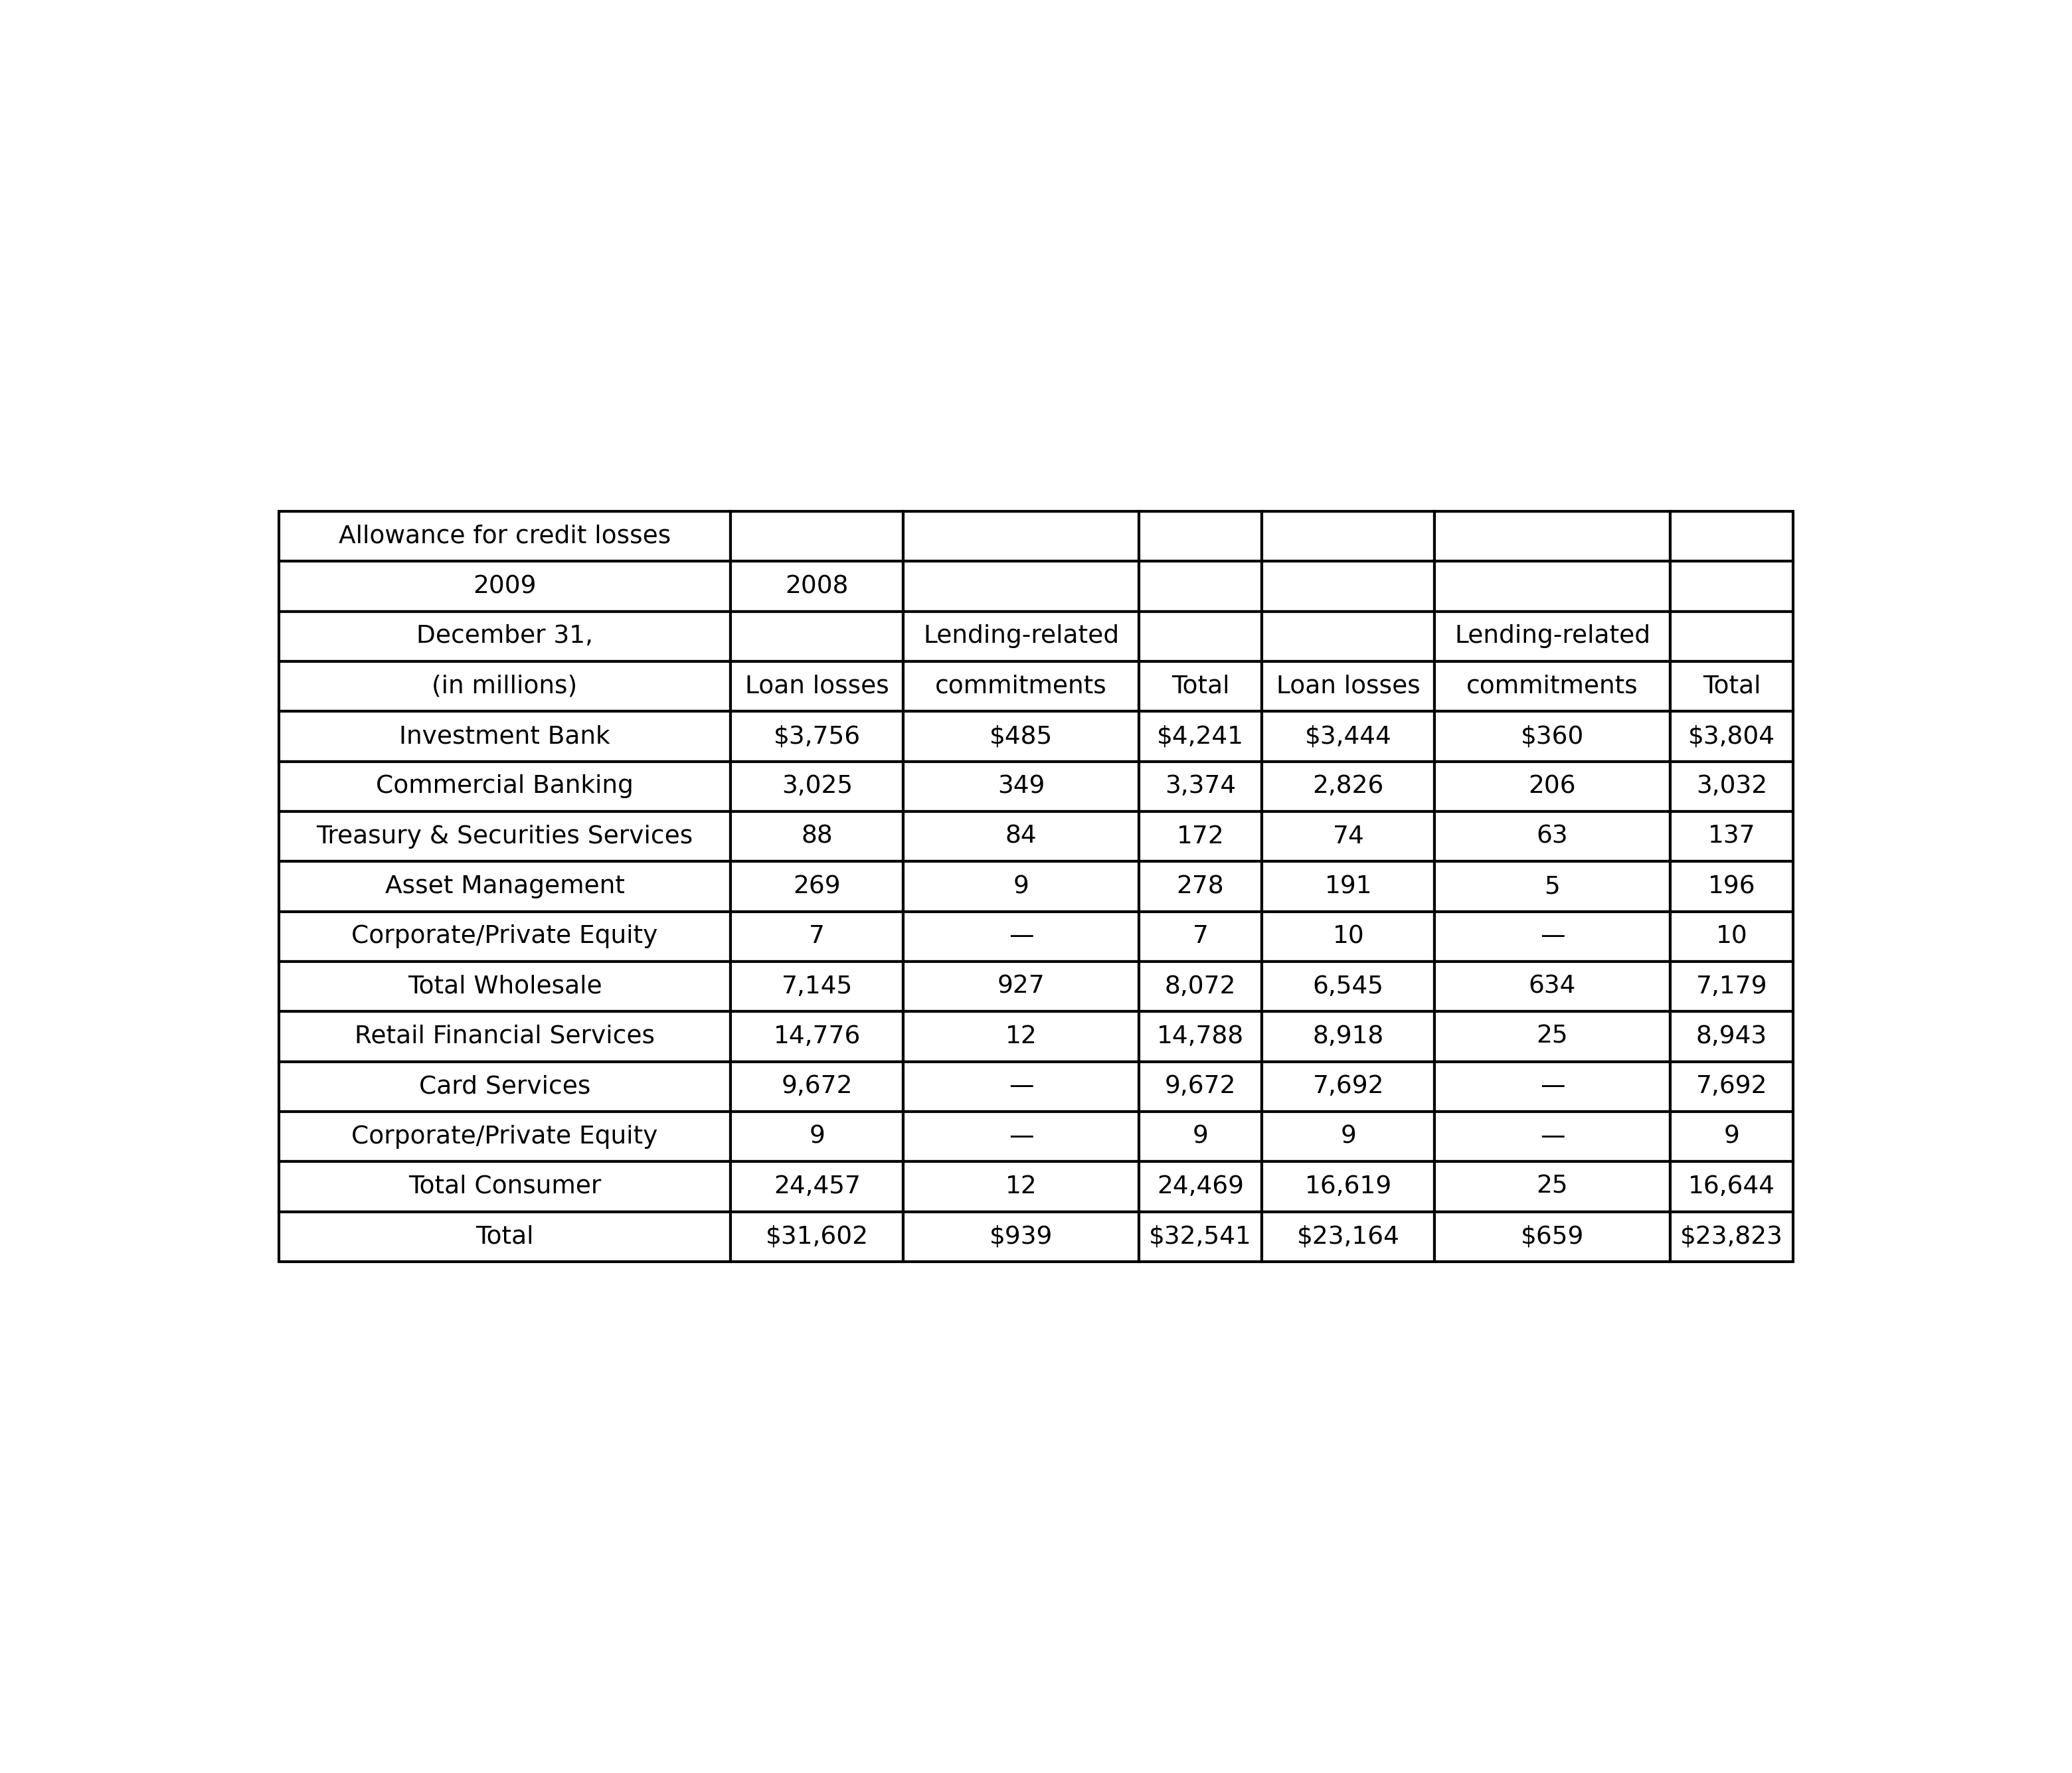 Allowance for credit losses
2009 2008
December 31, Lending-related Lending-related
(in millions) Loan losses commitments Total Loan losses commitments Total
Investment Bank $3,756 $485 $4,241 $3,444 $360 $3,804
Commercial Banking 3,025 349 3,374 2,826 206 3,032
Treasury & Securities Services 88 84 172 74 63 137
Asset Management 269 9 278 191 5 196
Corporate/Private Equity 7 — 7 10 — 10
Total Wholesale 7,145 927 8,072 6,545 634 7,179
Retail Financial Services 14,776 12 14,788 8,918 25 8,943
Card Services 9,672 — 9,672 7,692 — 7,692
Corporate/Private Equity 9 — 9 9 — 9
Total Consumer 24,457 12 24,469 16,619 25 16,644
Total $31,602 $939 $32,541 $23,164 $659 $23,823